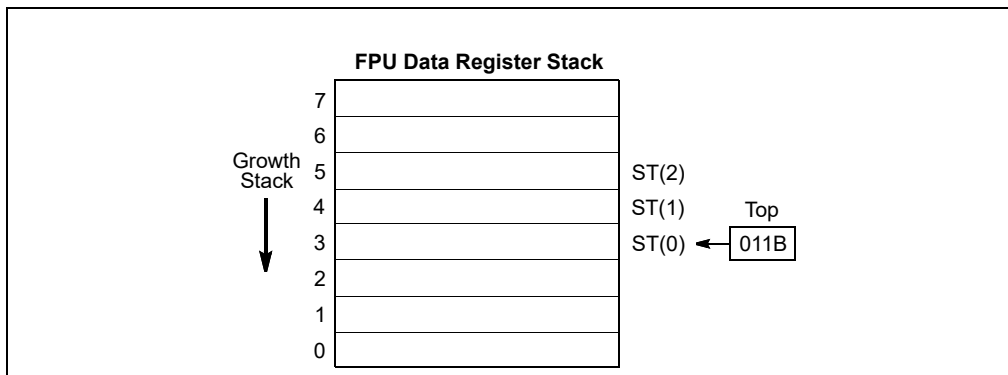 FPU Data Register Stack
7
6
Growth
Stack
5
ST(2)
4
ST(1)
Top
3
ST(0)
011B
2
1
0